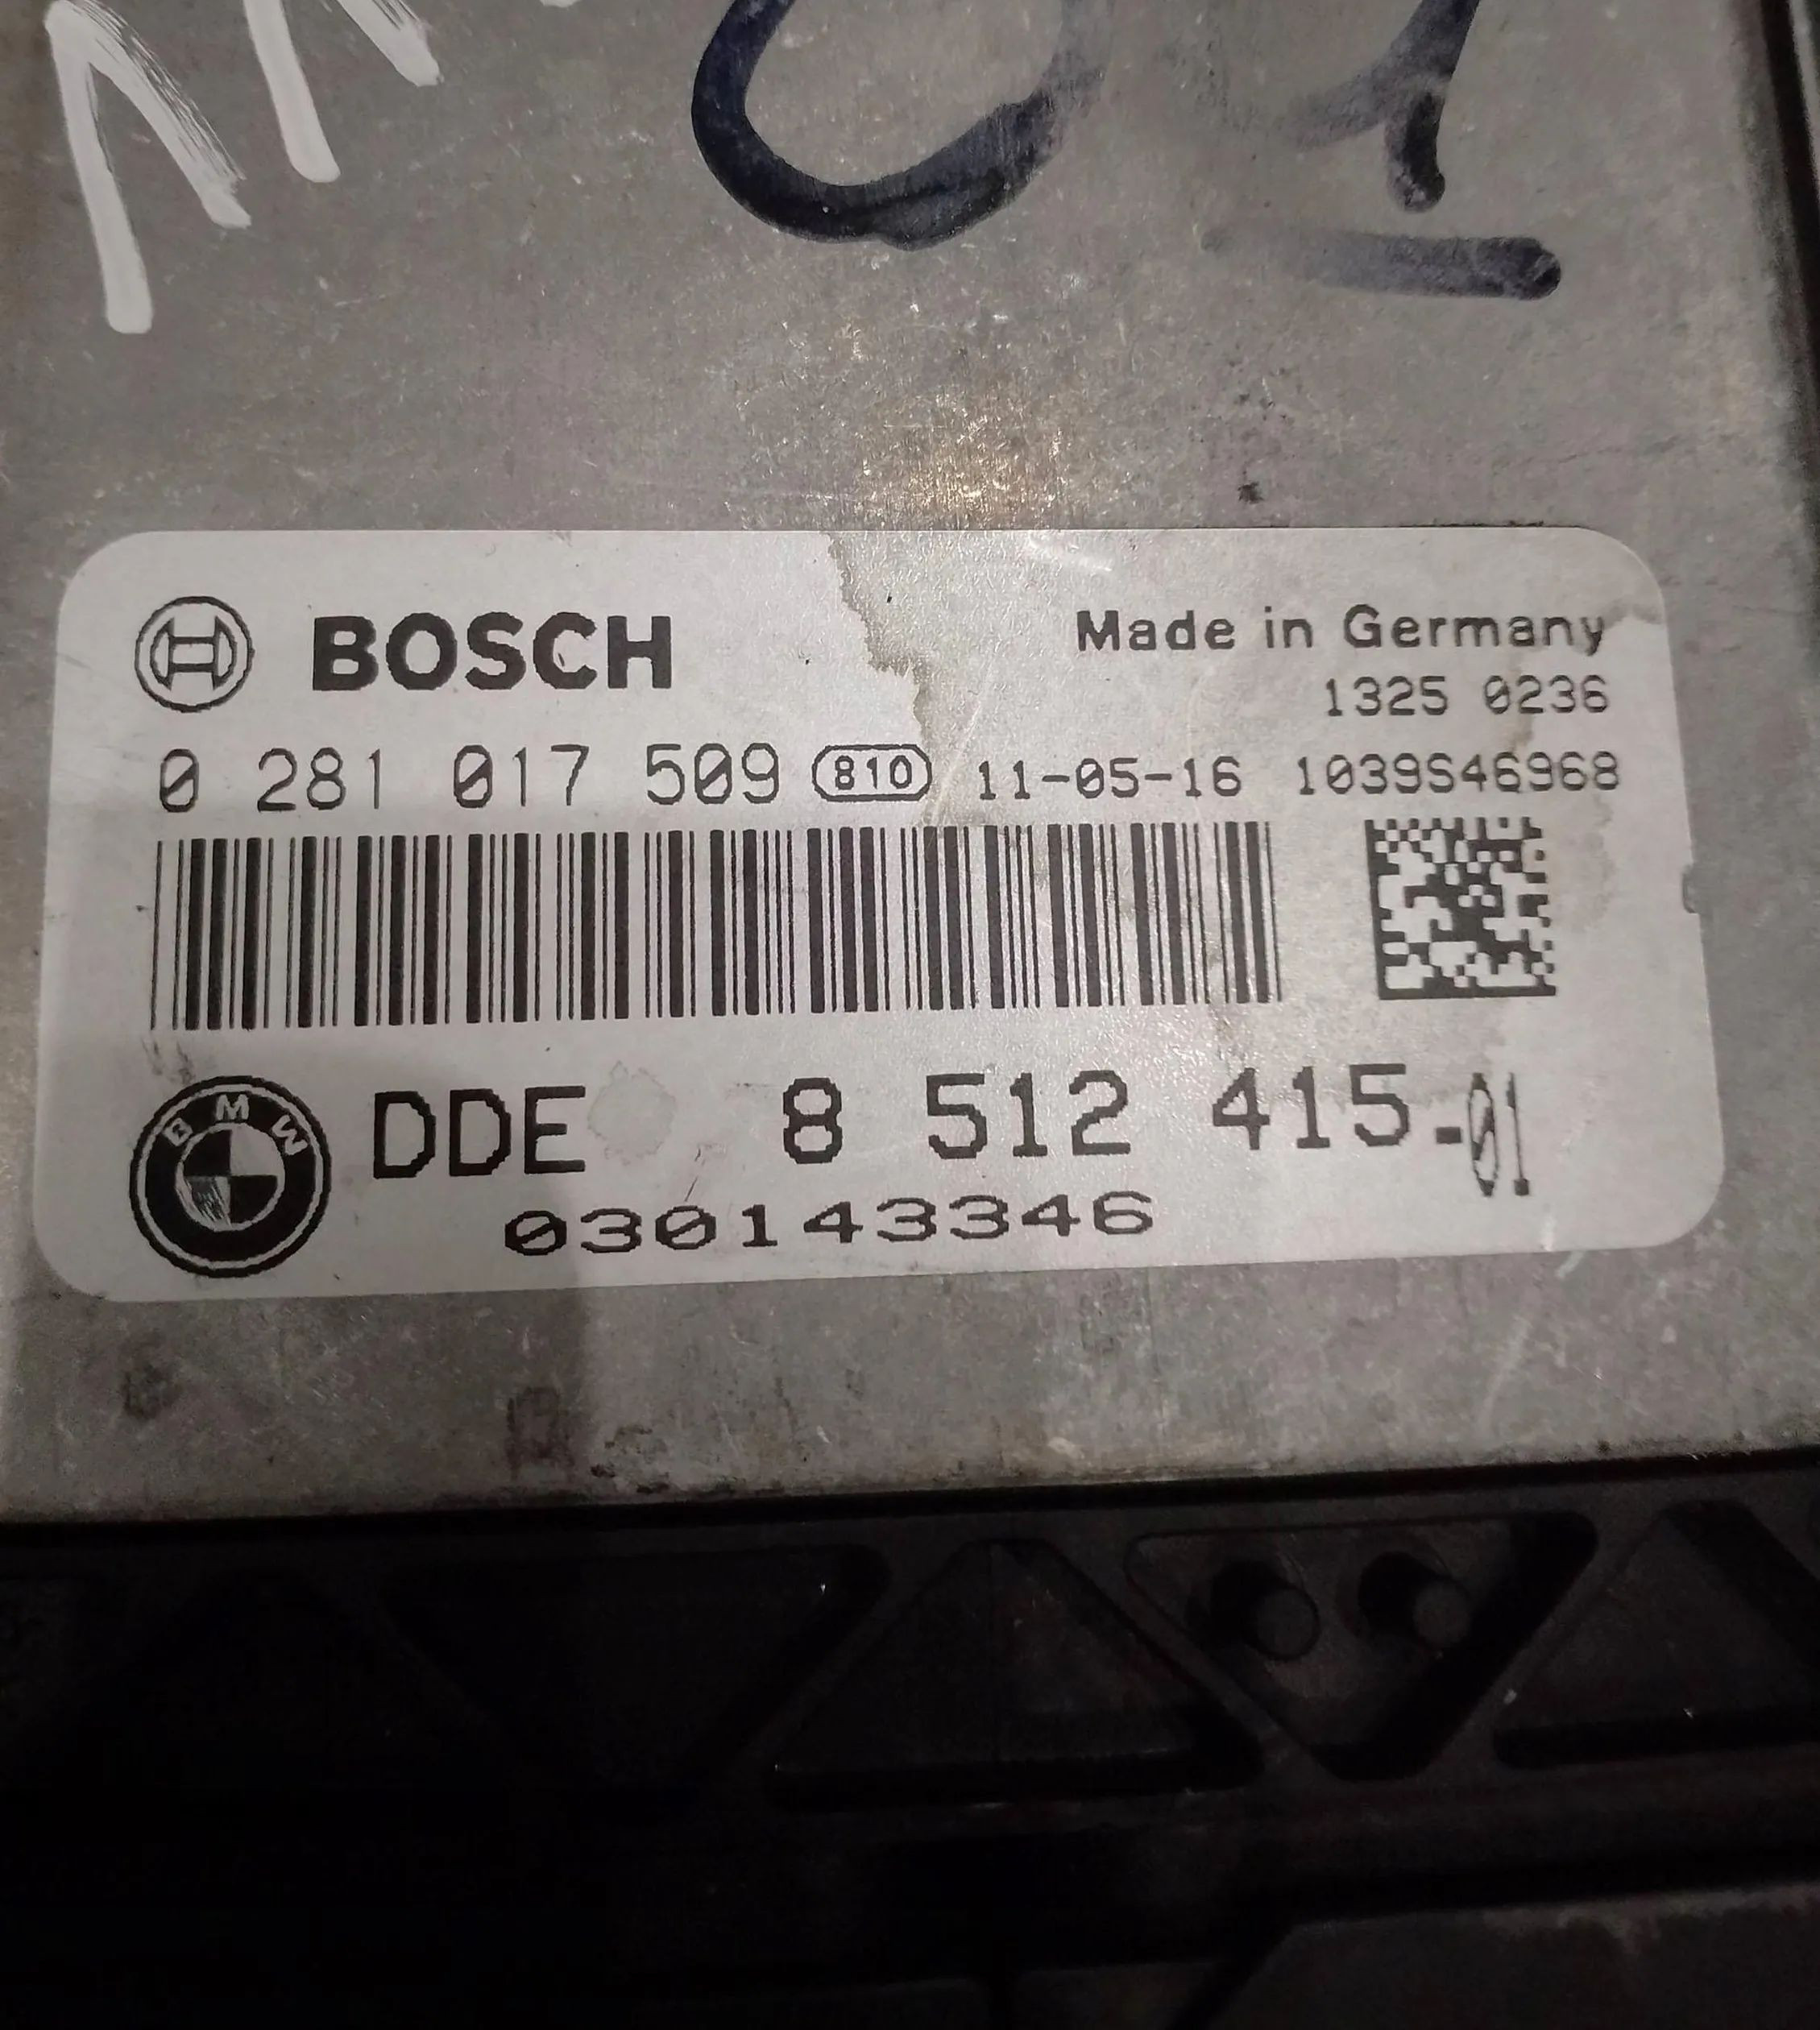 BOSCH
Made in Germany
1325 0236
0 281 017 509 810 11-05-16 1039S46968
BMW DDE 8 512 415-01
030143346